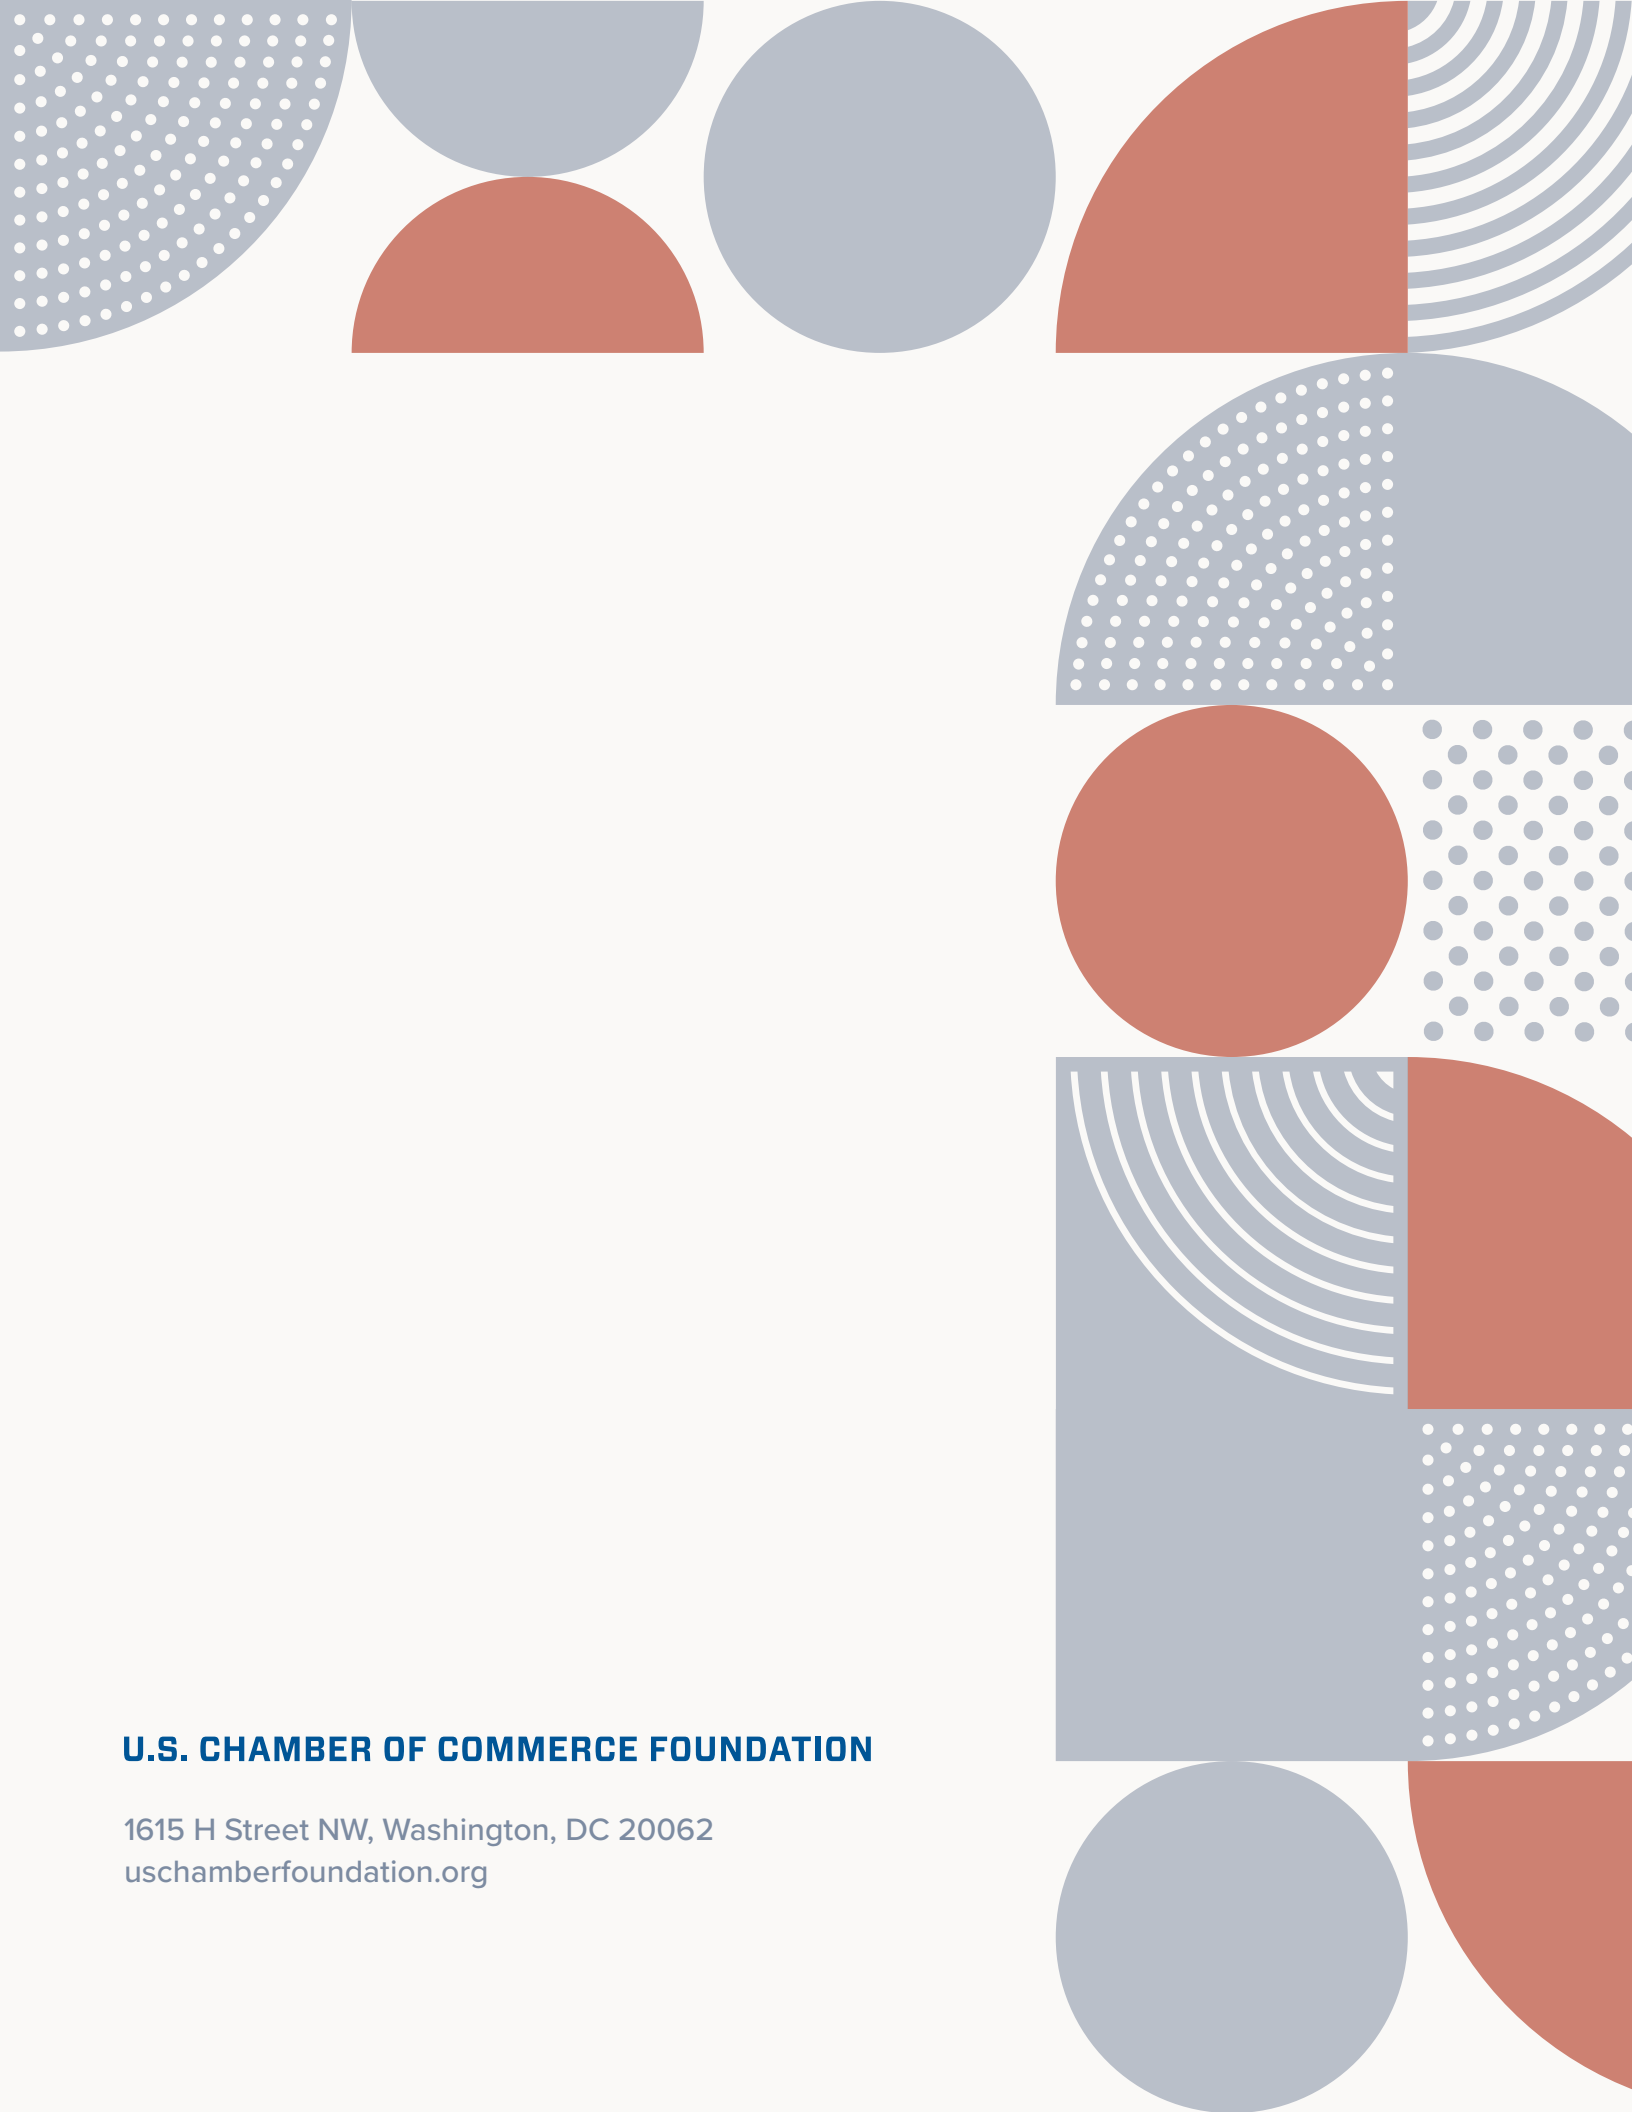 U.S. CHAMBER OF COMMERCE FOUNDATION
1615 H Street NW, Washington, DC 20062
uschamberfoundation.org